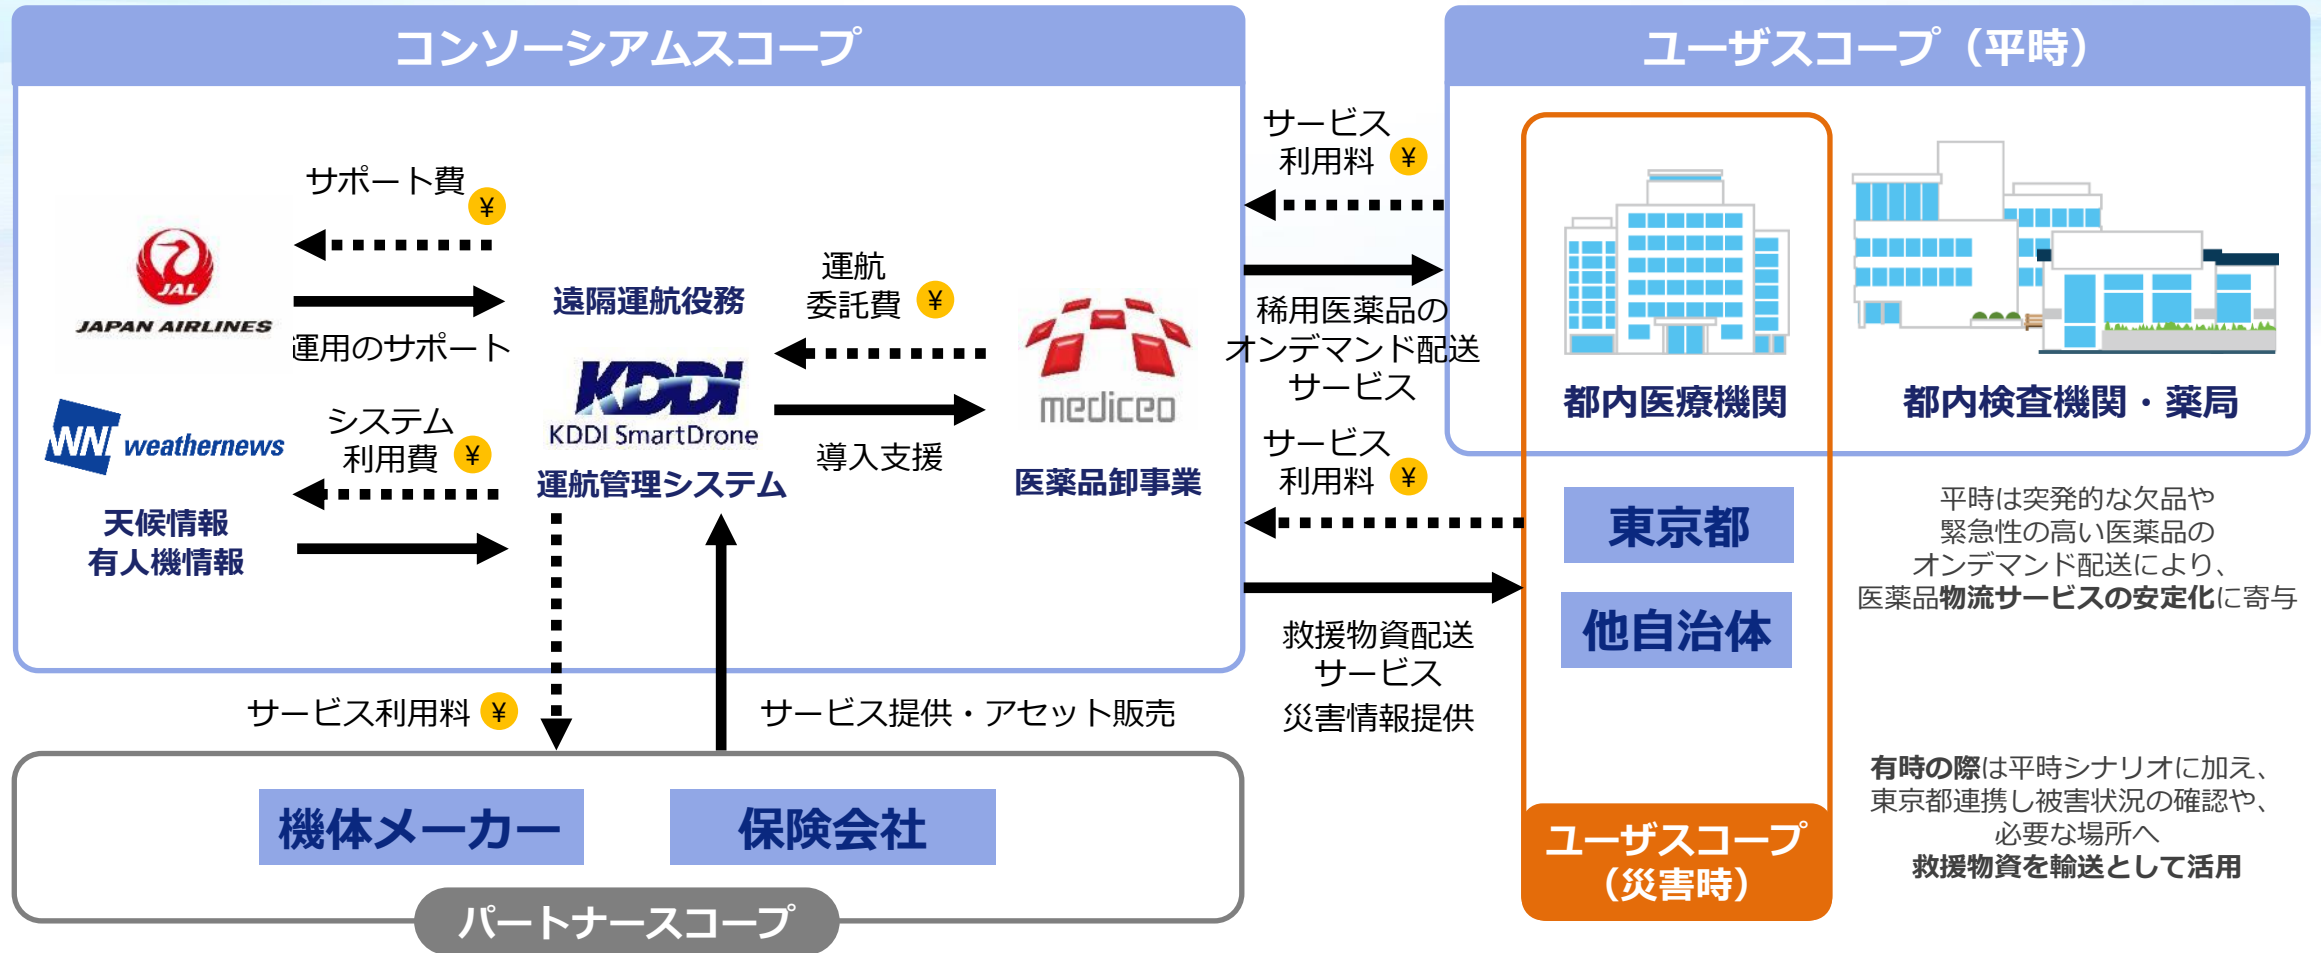 コンソーシアムスコープ
サポート費
¥
JAL
JAPAN AIRLINES
運用のサポート
遠隔運航役務
KDDI
KDDI SmartDrone
運航管理システム
WNI weathernews
天候情報
有人機情報
システム
利用費 ¥
運航
委託費 ¥
導入支援
mediceo
医薬品卸事業
サービス
利用料 ¥
稀用医薬品の
オンデマンド配送
サービス
サービス
利用料 ¥
救援物資配送
サービス
災害情報提供
ユーザスコープ（平時）
都内医療機関
都内検査機関・薬局
東京都
他自治体
ユーザスコープ
（災害時）
平時は突発的な欠品や
緊急性の高い医薬品の
オンデマンド配送により、
医薬品物流サービスの安定化に寄与
有時の際は平時シナリオに加え、
東京都連携し被害状況の確認や、
必要な場所へ
救援物資を輸送として活用
サービス利用料 ¥
サービス提供・アセット販売
機体メーカー
保険会社
パートナースコープ